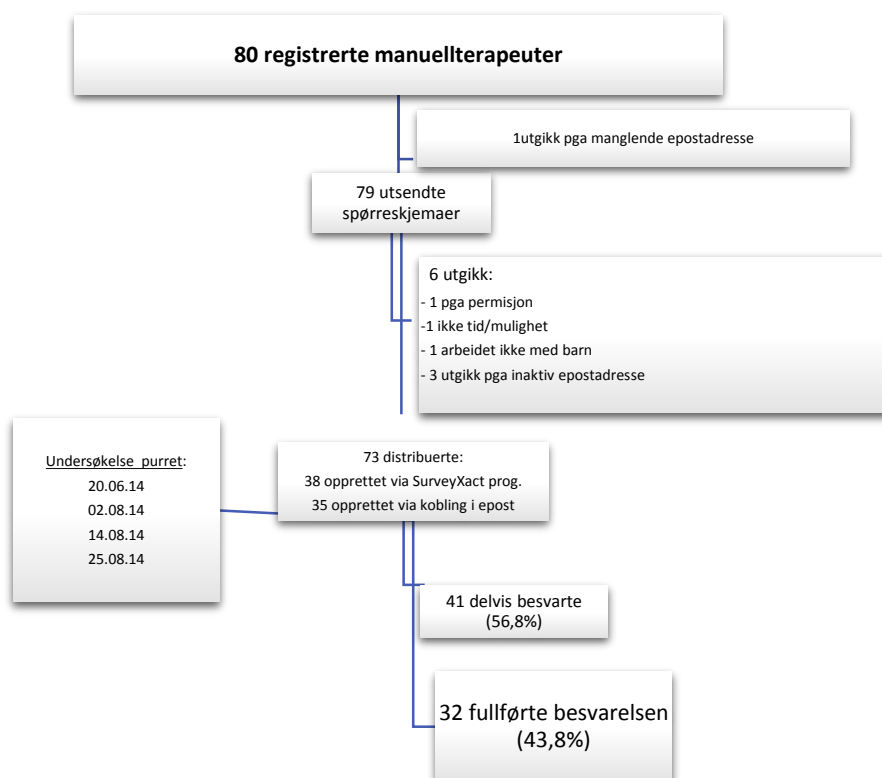 80 registrerte manuellterapeuter
1utgikk pga manglende epostadresse
79 utsendte
spørreskjemaer
6 utgikk:
- 1 pga permisjon
-1 ikke tid/mulighet
- 1 arbeidet ikke med barn
- 3 utgikk pga inaktiv epostadresse
Undersøkelse purret:
20.06.14
02.08.14
14.08.14
25.08.14
73 distribuerte:
38 opprettet via SurveyXact prog.
35 opprettet via kobling i epost
41 delvis besvarte
(56,8%)
32 fullførte besvarelsen
(43,8%)